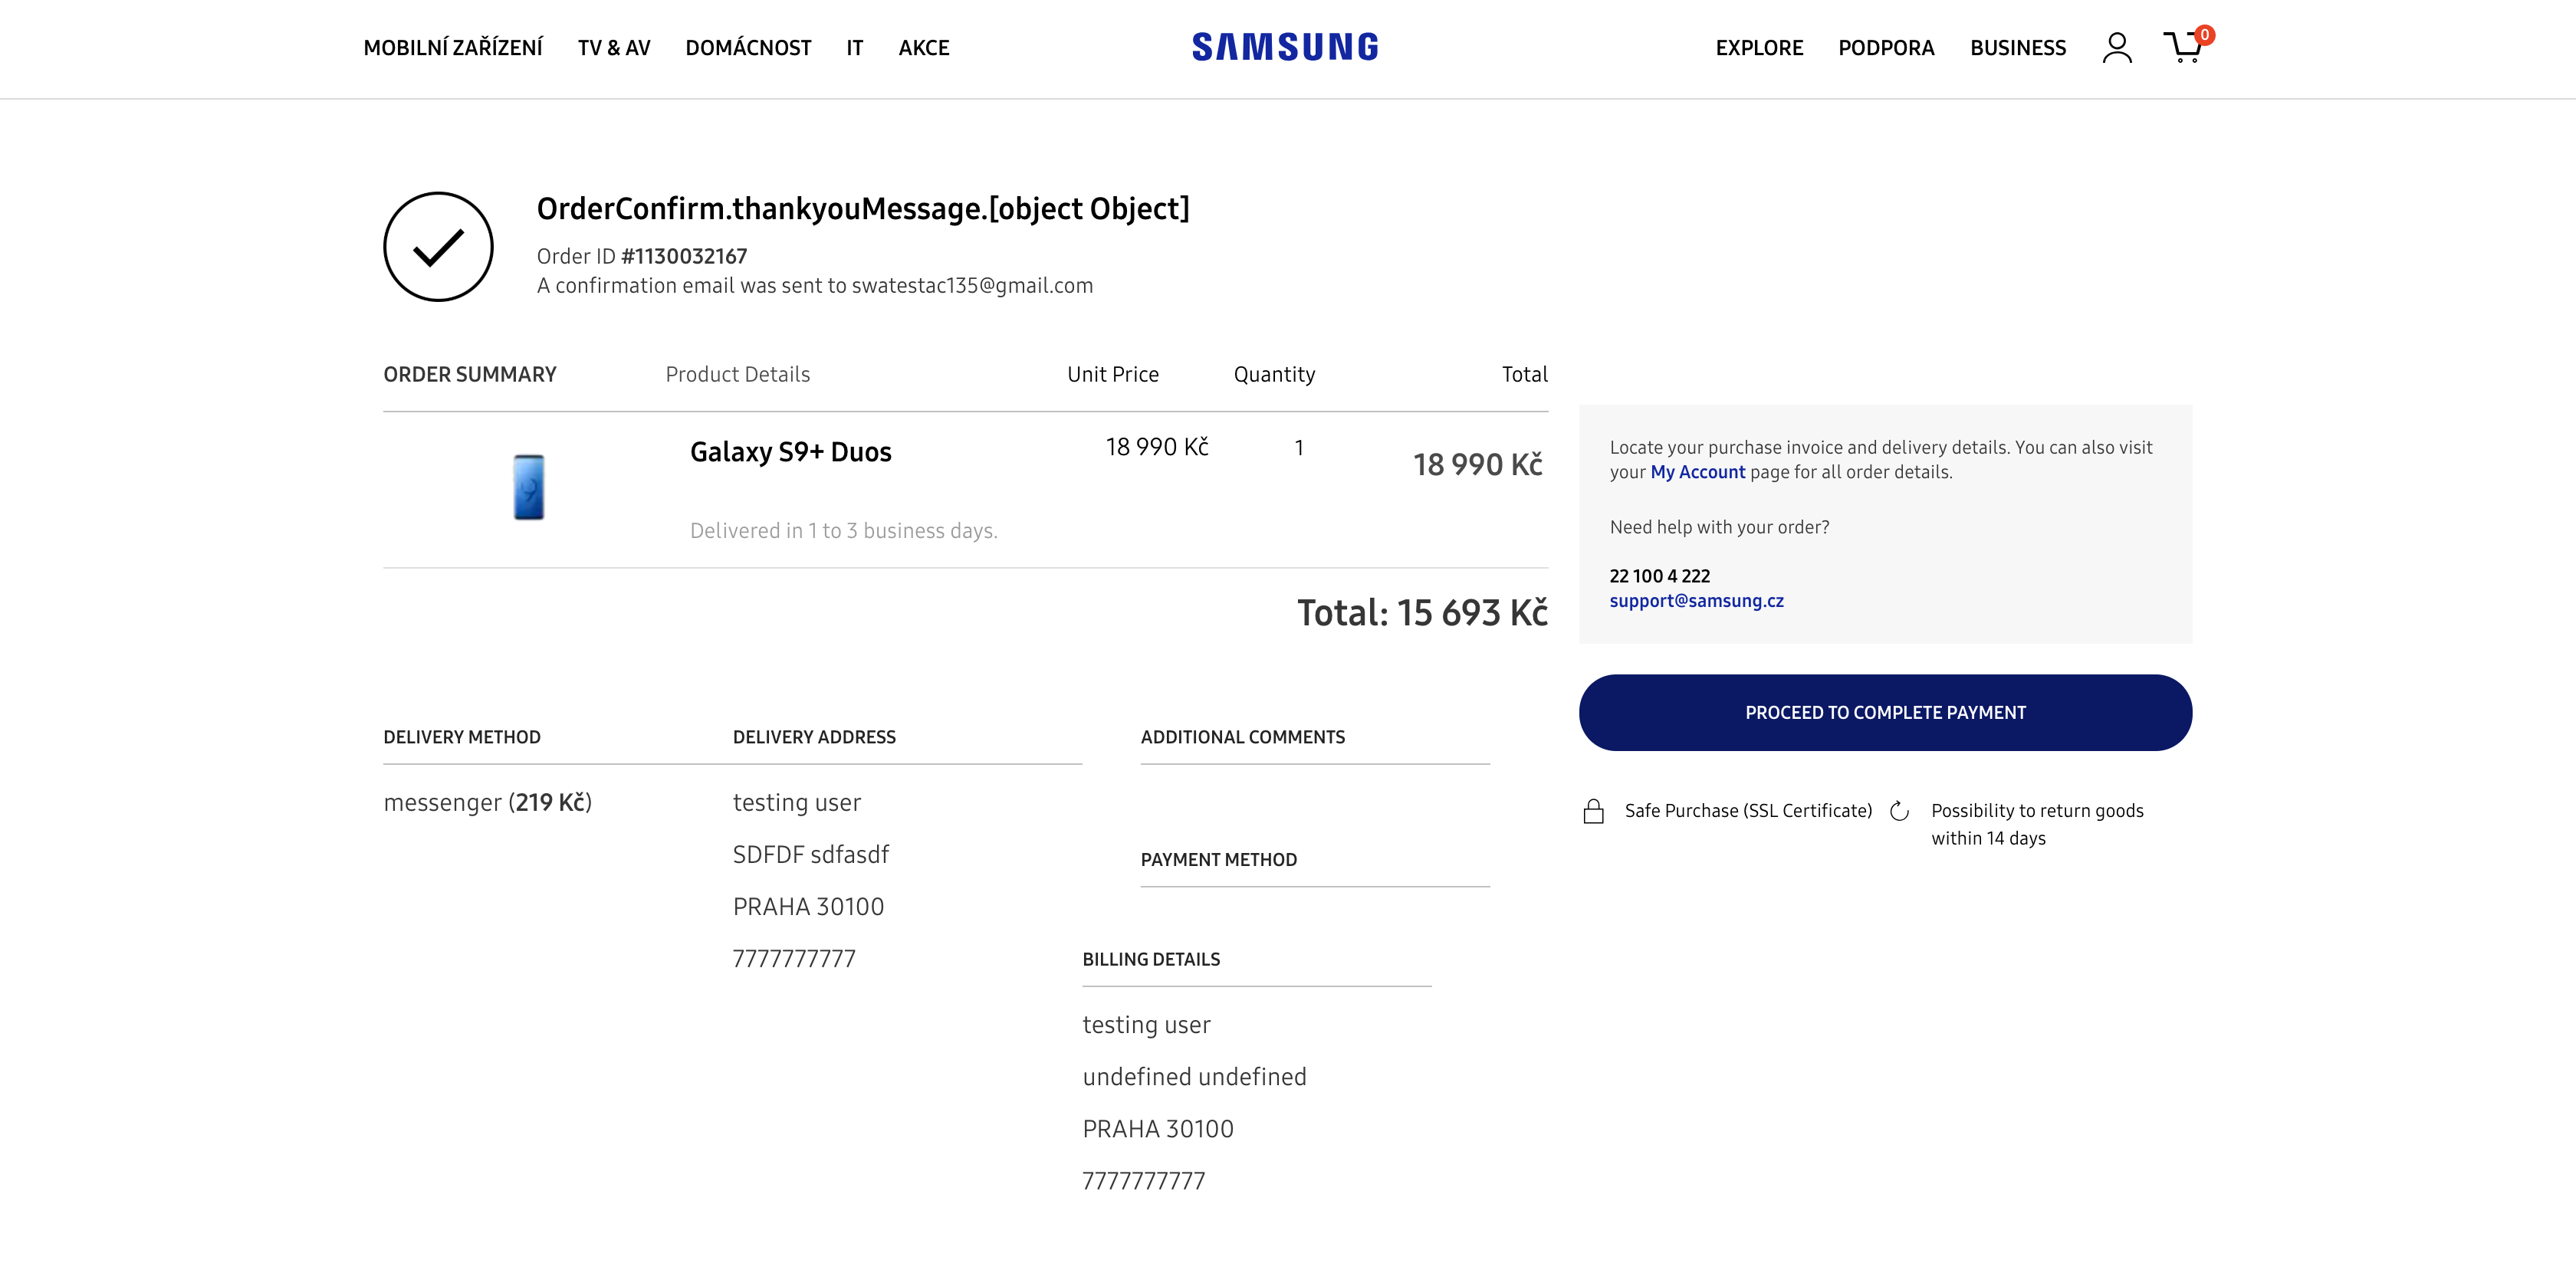 MOBILNÍ ZAŘÍZENÍ TV & AV DOMÁCNOST IT AKCE SAMSUNG EXPLORE PODPORA BUSINESS 0
OrderConfirm.thankyouMessage.[object Object]
Order ID #1130032167
A confirmation email was sent to swatestac135@gmail.com
ORDER SUMMARY Product Details Unit Price Quantity Total
Galaxy S9+ Duos 18 990 Kč 1 18 990 Kč
Delivered in 1 to 3 business days.
Total: 15 693 Kč
Locate your purchase invoice and delivery details. You can also visit
your My Account page for all order details.
Need help with your order?
22 100 4 222
support@samsung.cz
PROCEED TO COMPLETE PAYMENT
Safe Purchase (SSL Certificate)
Possibility to return goods
within 14 days
DELIVERY METHOD
messenger (219 Kč)
DELIVERY ADDRESS
testing user
SDFDF sdfasdf
PRAHA 30100
7777777777
ADDITIONAL COMMENTS
PAYMENT METHOD
BILLING DETAILS
testing user
undefined undefined
PRAHA 30100
7777777777